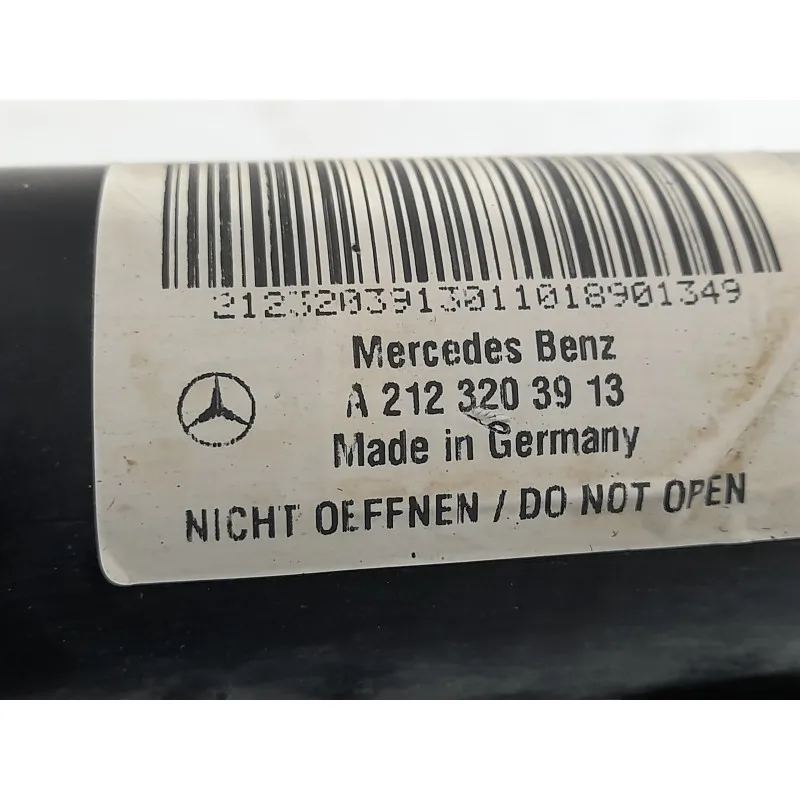 2123203913011018901349
Mercedes Benz
A 212 320 39 13
Made in Germany
NICHT OEFFNEN / DO NOT OPEN